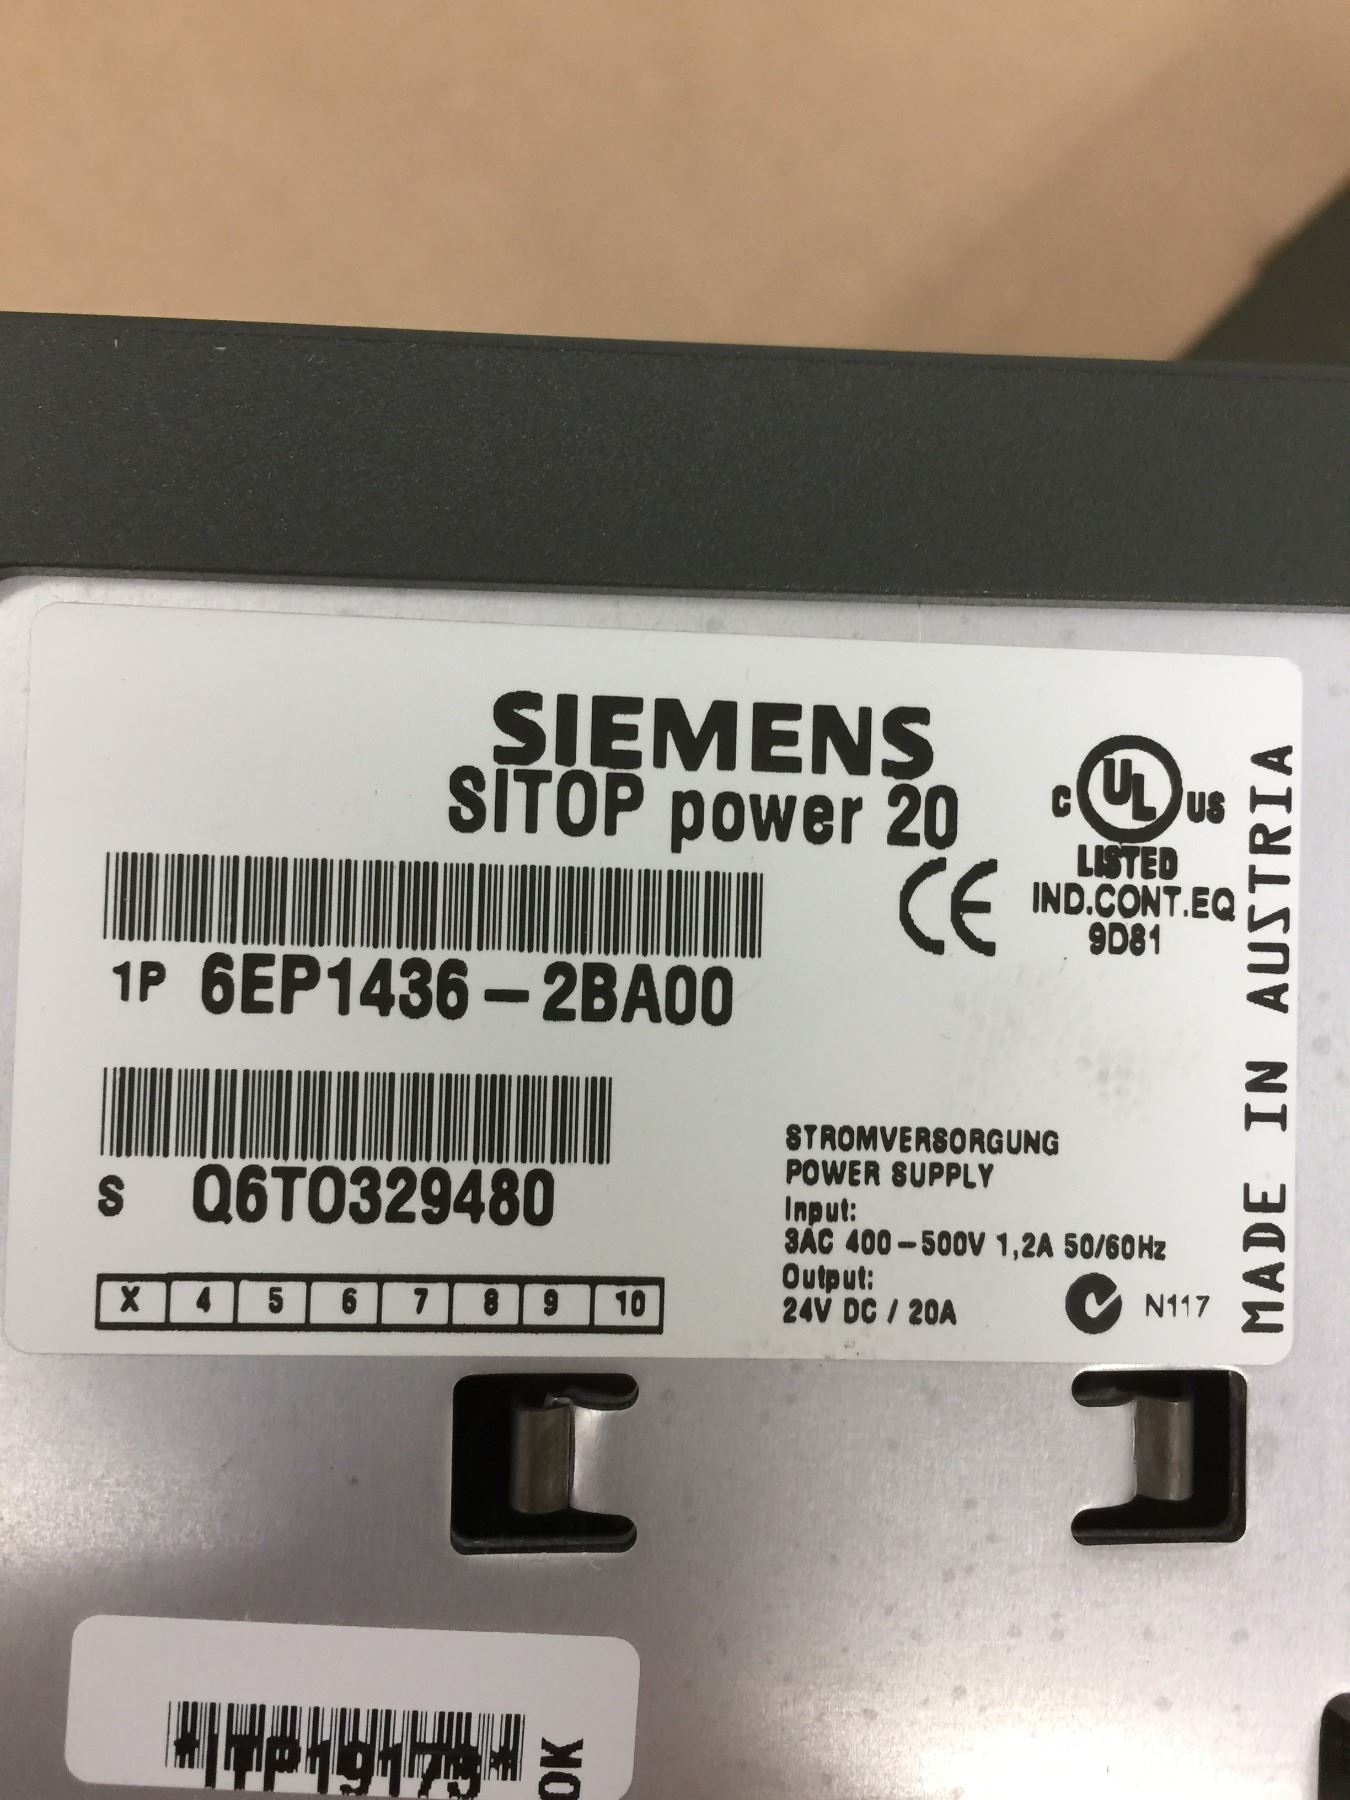 SIEMENS
SITOP power 20
C UL US
LISTED
IND.CONT.EQ
9D81
CE
1P 6EP1436-2BA00
S Q6TO329480
X 4 5 6 7 8 9 10
STROMVERSORGUNG
POWER SUPPLY
Input:
3AC 400-500V 1,2A 50/60Hz
Output:
24V DC / 20A
N117
MADE IN AUSTRIA
*ITP19179*
OK